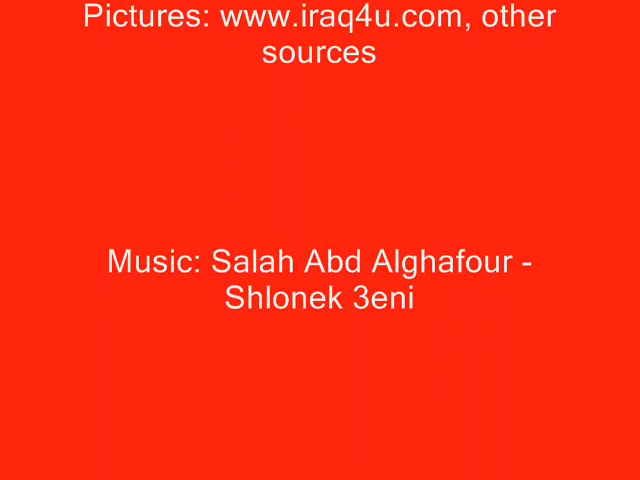 Pictures: www.iraq4u.com, other
sources
Music: Salah Abd Alghafour -
Shlonek 3eni